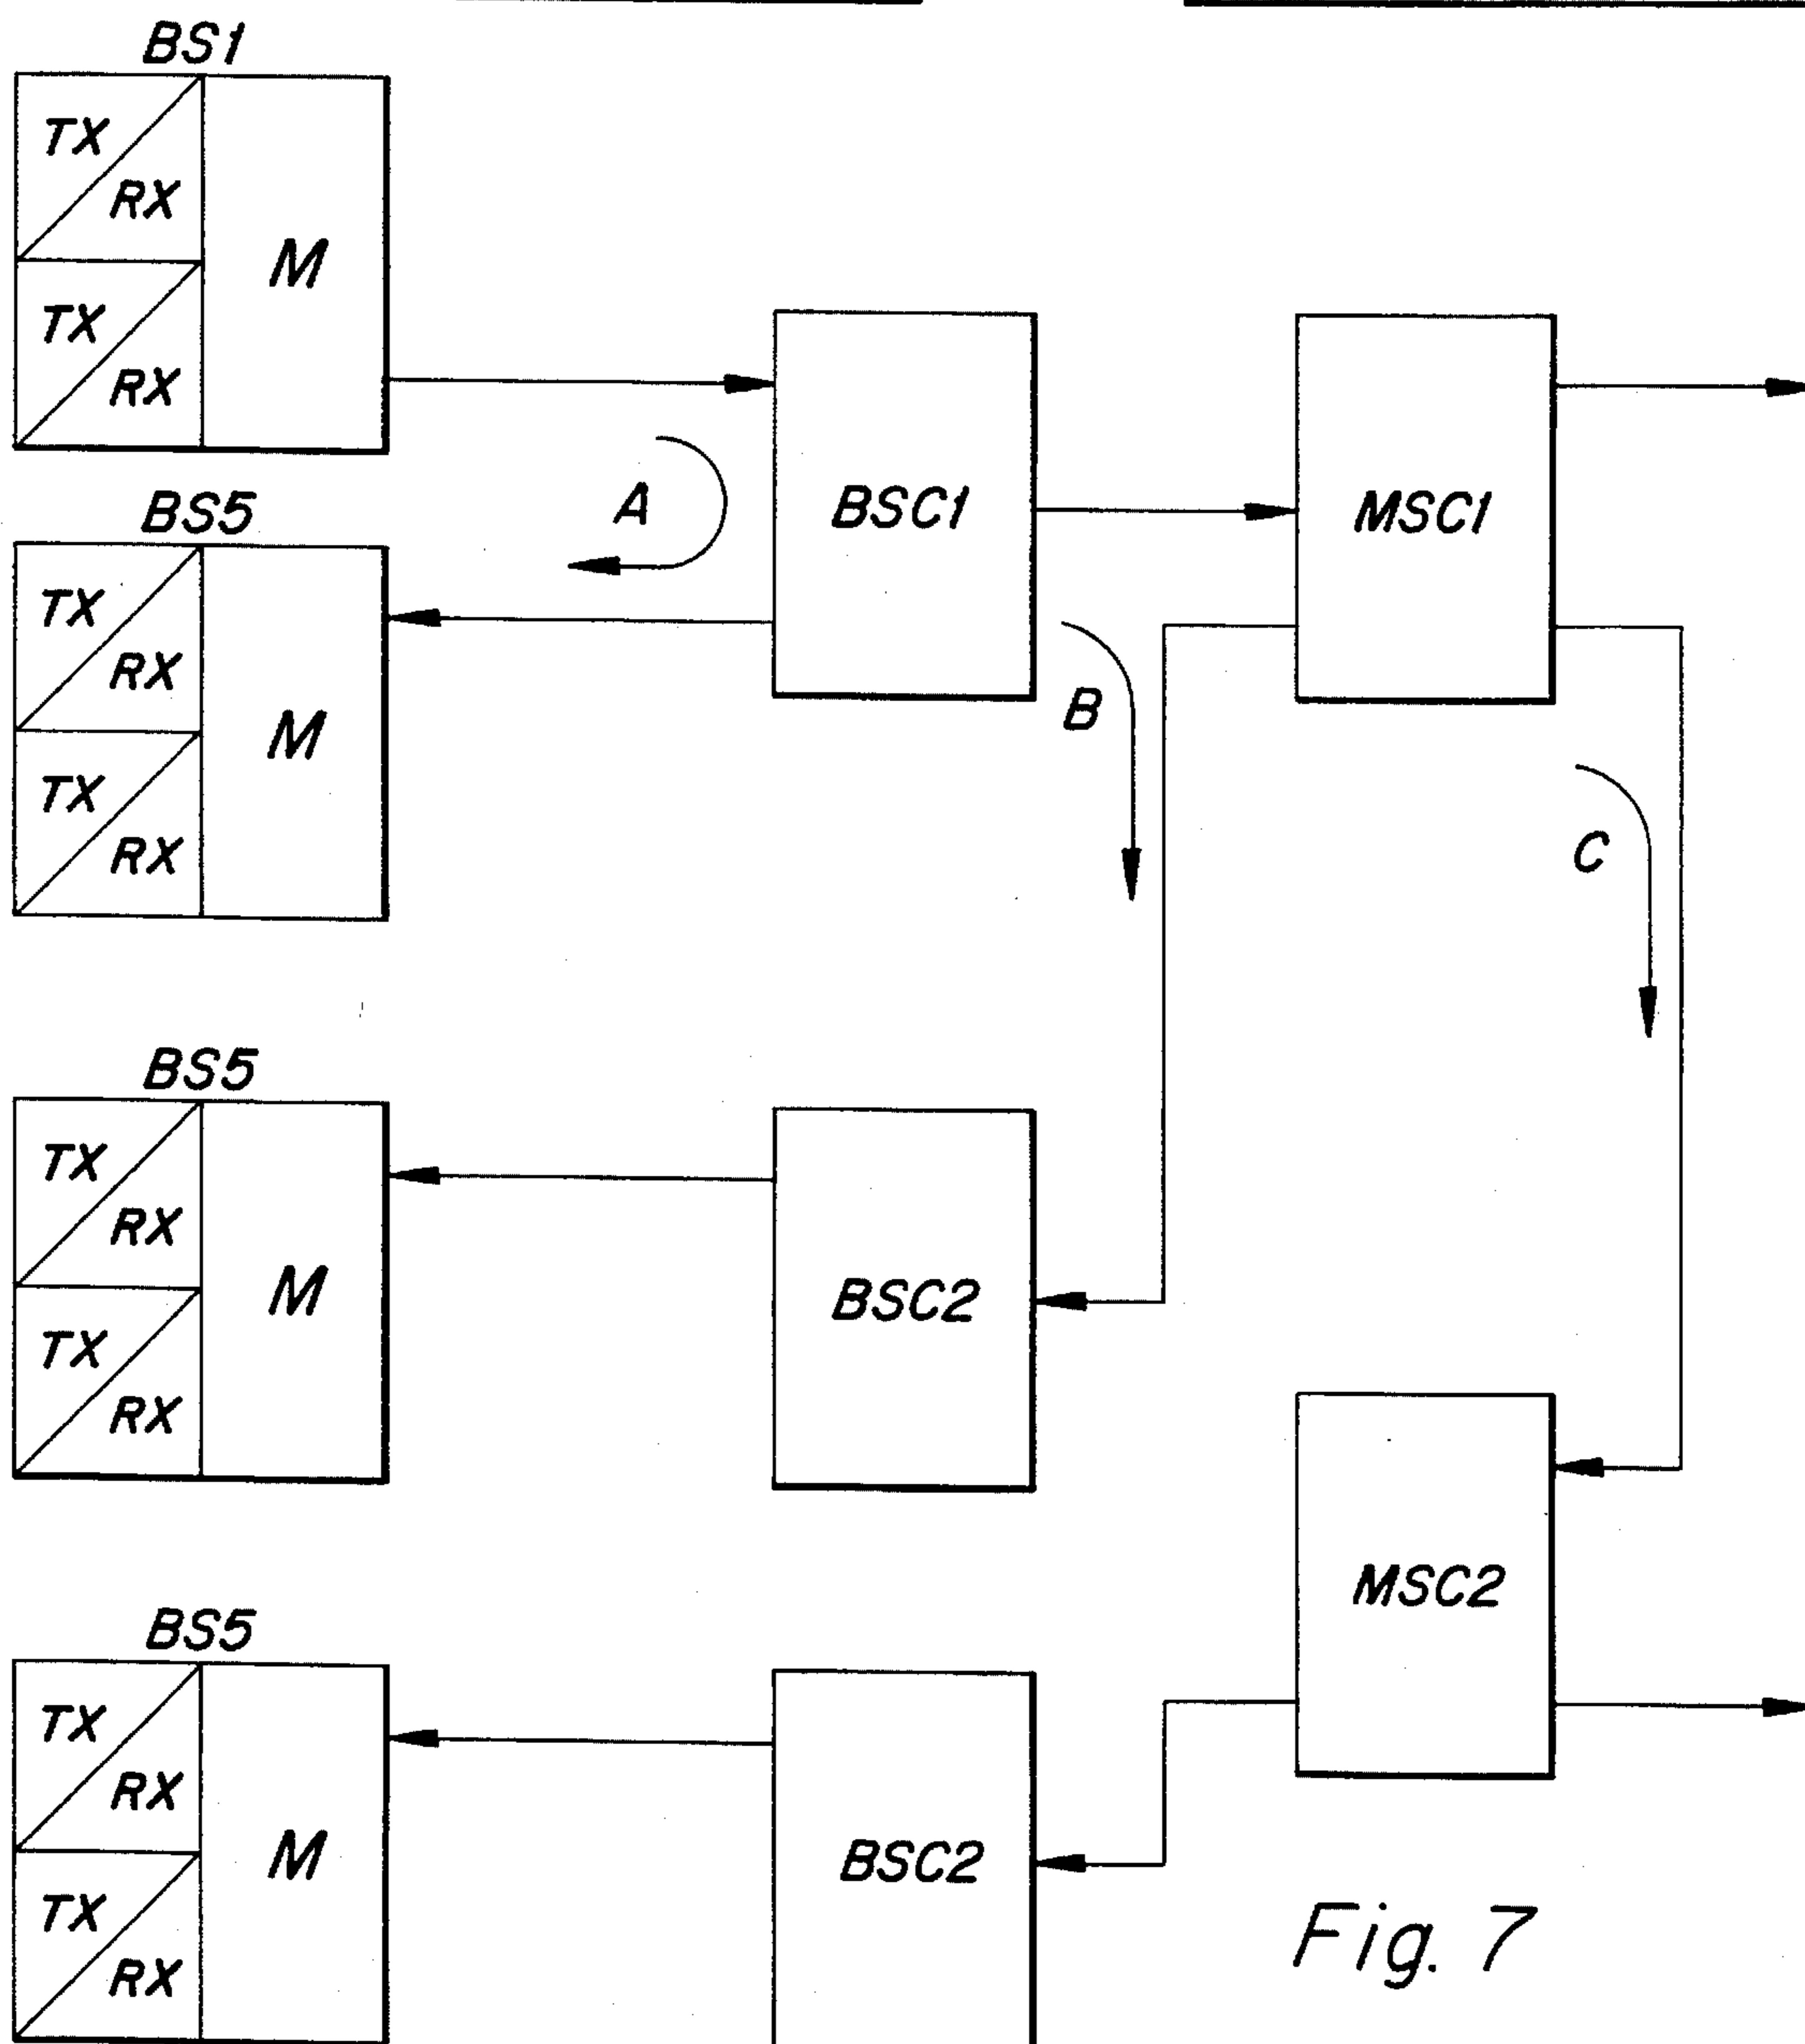 BS1
TX
RX
M
TX
RX
A
BSC1
MSC1
BS5
TX
RX
M
TX
RX
B
C
BS5
TX
RX
M
TX
RX
BSC2
MSC2
BS5
TX
RX
M
TX
RX
BSC2
Fig. 7